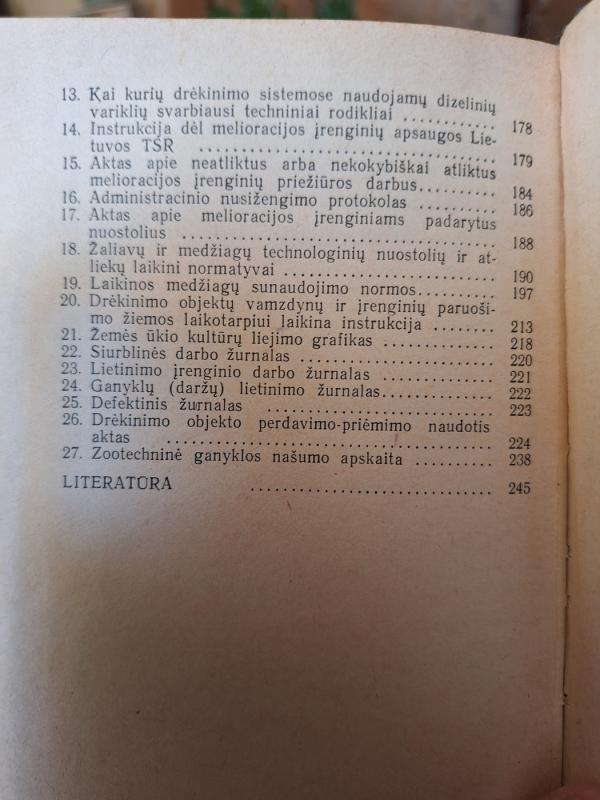 13. Kai kurių drėkinimo sistemose naudojamų dizelinių
variklių svarbiausi techniniai rodikliai ........... 178
14. Instrukcija dėl melioracijos įrenginių apsaugos Lie-
tuvos TSR .......................... 179
15. Aktas apie neatliktus arba nekokybiškai atliktus
melioracijos įrenginių priežiūros darbus......... 184
16. Administracinio nusižengimo protokolas .......... 186
17. Aktas apie melioracijos įrenginiams padarytus
nuostolius ............................... 188
18. Žaliavų ir medžiagų technologinių nuostolių ir at-
liekų laikini normatyvai ..................... 190
19. Laikinos medžiagų sunaudojimo normos......... 197
20. Drėkinimo objektų vamzdynų ir įrenginių paruoši-
mo žiemos laikotarpiui laikina instrukcija ....... 213
21. Žemės ūkio kultūrų liejimo grafikas ............ 218
22. Siurblinės darbo žurnalas .................... 220
23. Lietinimo įrenginio darbo žurnalas ............ 221
24. Ganyklų (daržų) lietinimo žurnalas............. 222
25. Defektinis žurnalas ....................... 223
26. Drėkinimo objekto perdavimo-priėmimo naudotis
aktas ................................ 224
27. Zootechninė ganyklos našumo apskaita .......... 238
LITERATŪRA ........................... 245